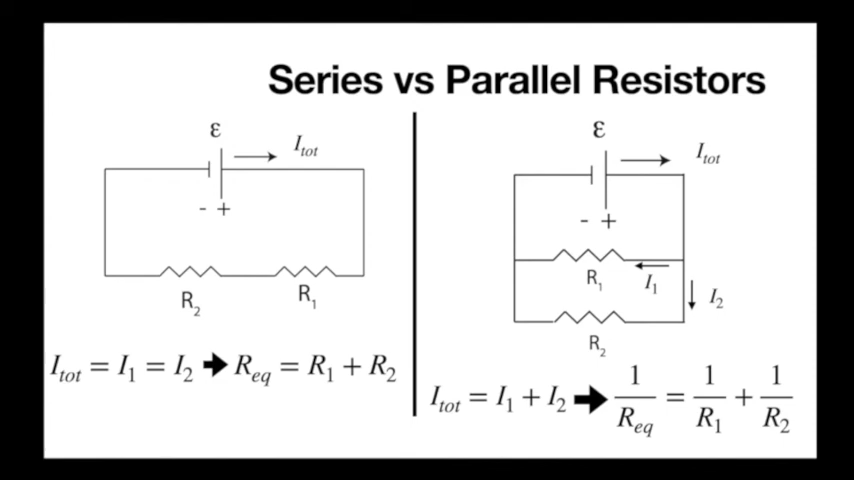 Series vs Parallel Resistors
ε
I_tot
- +
R_2
R_1
I_tot = I_1 = I_2 ➔ R_eq = R_1 + R_2
ε
I_tot
- +
R_1
I_1
I_2
R_2
I_tot = I_1 + I_2 ➔ 1/R_eq = 1/R_1 + 1/R_2